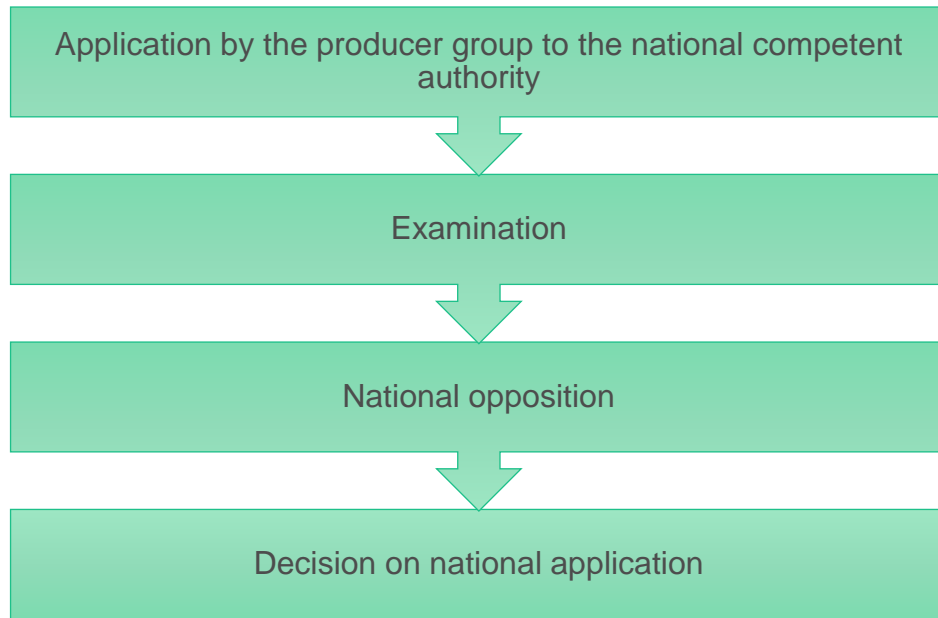 Application by the producer group to the national competent
authority
Examination
National opposition
Decision on national application